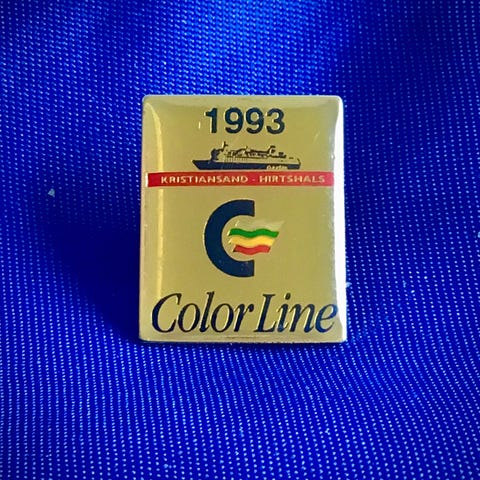 1993
KRISTIANSAND - HIRTSHALS
Color Line